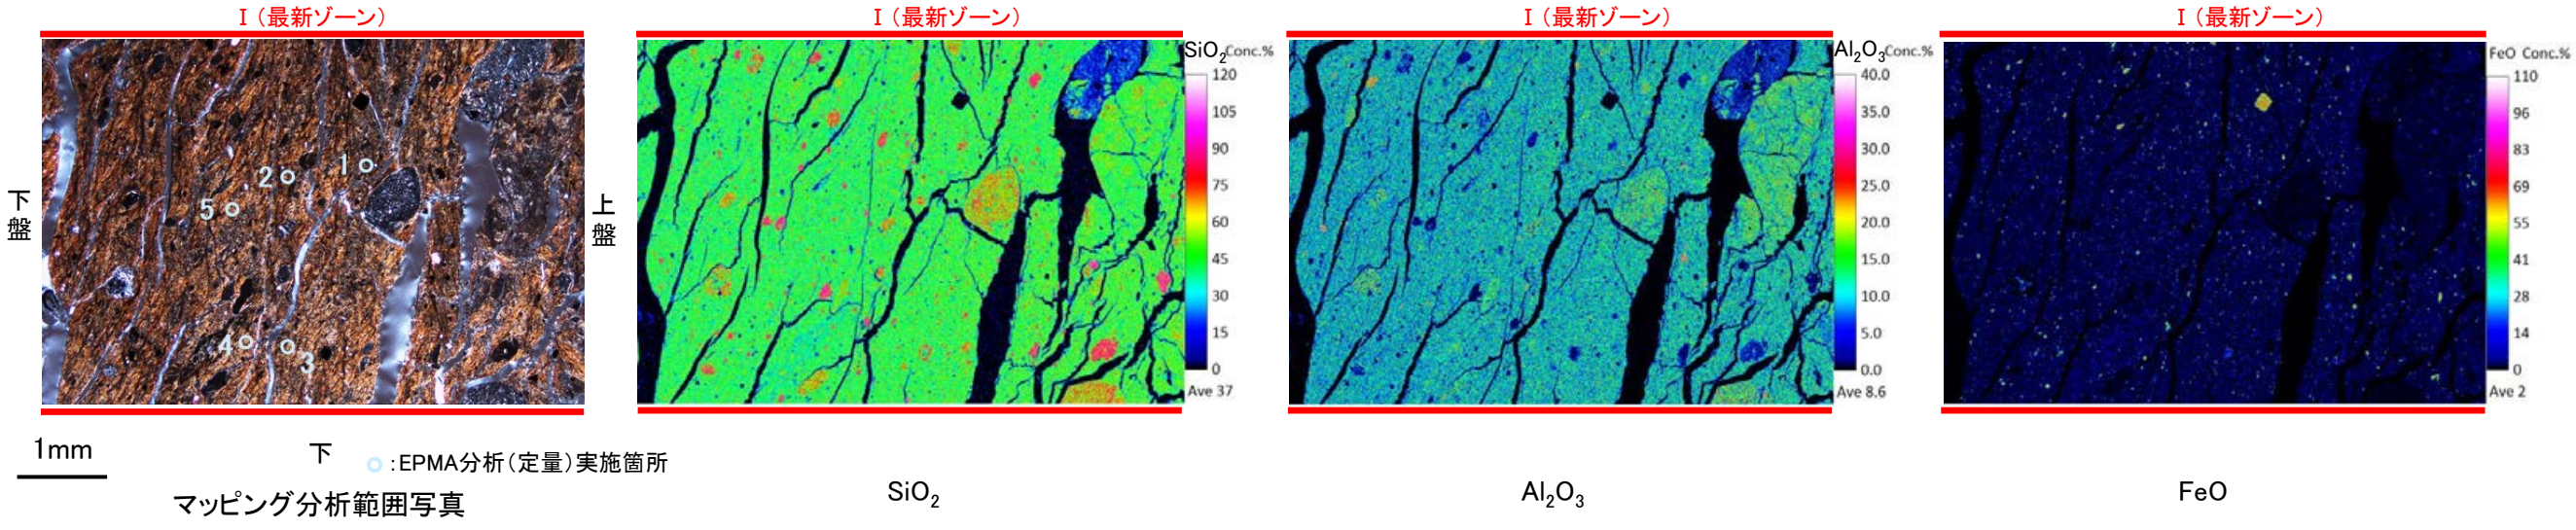 I（最新ゾーン）
I（最新ゾーン）
I（最新ゾーン）
I（最新ゾーン）
下盤
1
2
5
4
3
上盤
SiO₂ Conc.%
120
105
90
75
60
45
30
15
0
Ave 37
Al₂O₃ Conc.%
40.0
35.0
30.0
25.0
20.0
15.0
10.0
5.0
0.0
Ave 8.6
FeO Conc.%
110
96
83
69
55
41
28
14
0
Ave 2
1mm
下
：EPMA分析（定量）実施箇所
マッピング分析範囲写真
SiO₂
Al₂O₃
FeO